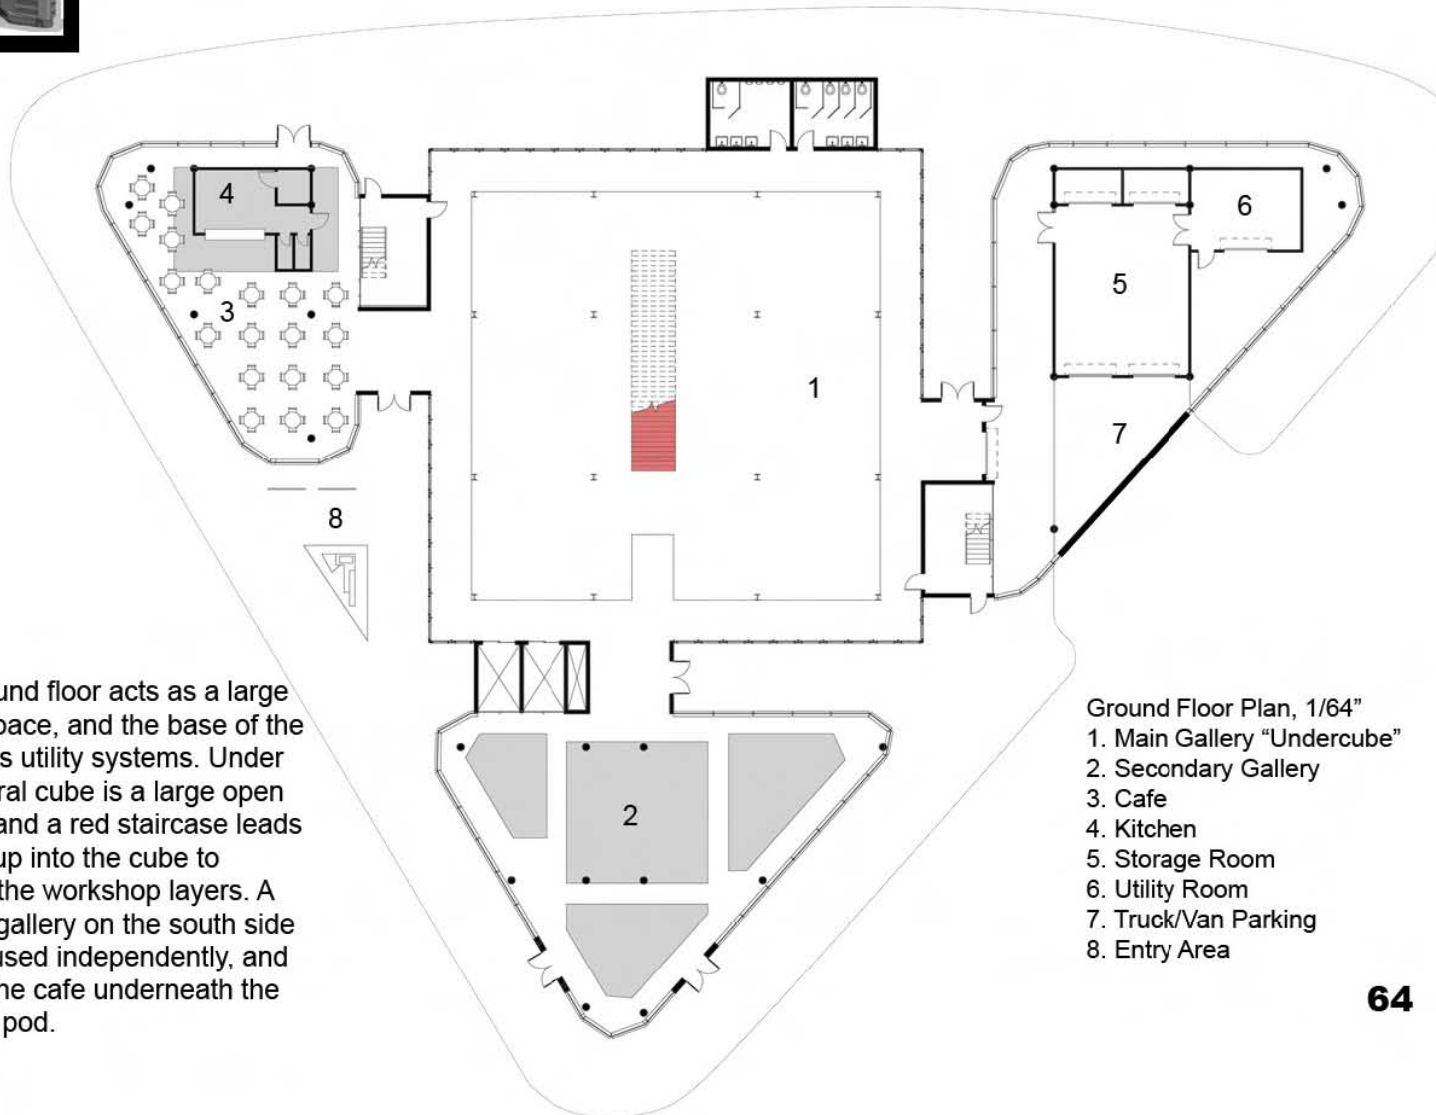 4
6
5
3
1
7
8
2
floor acts as a large
and the base of the
utility systems. Under
cube is a large open
and a red staircase leads
up into the cube to
the workshop layers. A
gallery on the south side
used independently, and
cafe underneath the
pod.
Ground Floor Plan, 1/64”
1. Main Gallery “Undercube”
2. Secondary Gallery
3. Cafe
4. Kitchen
5. Storage Room
6. Utility Room
7. Truck/Van Parking
8. Entry Area
64